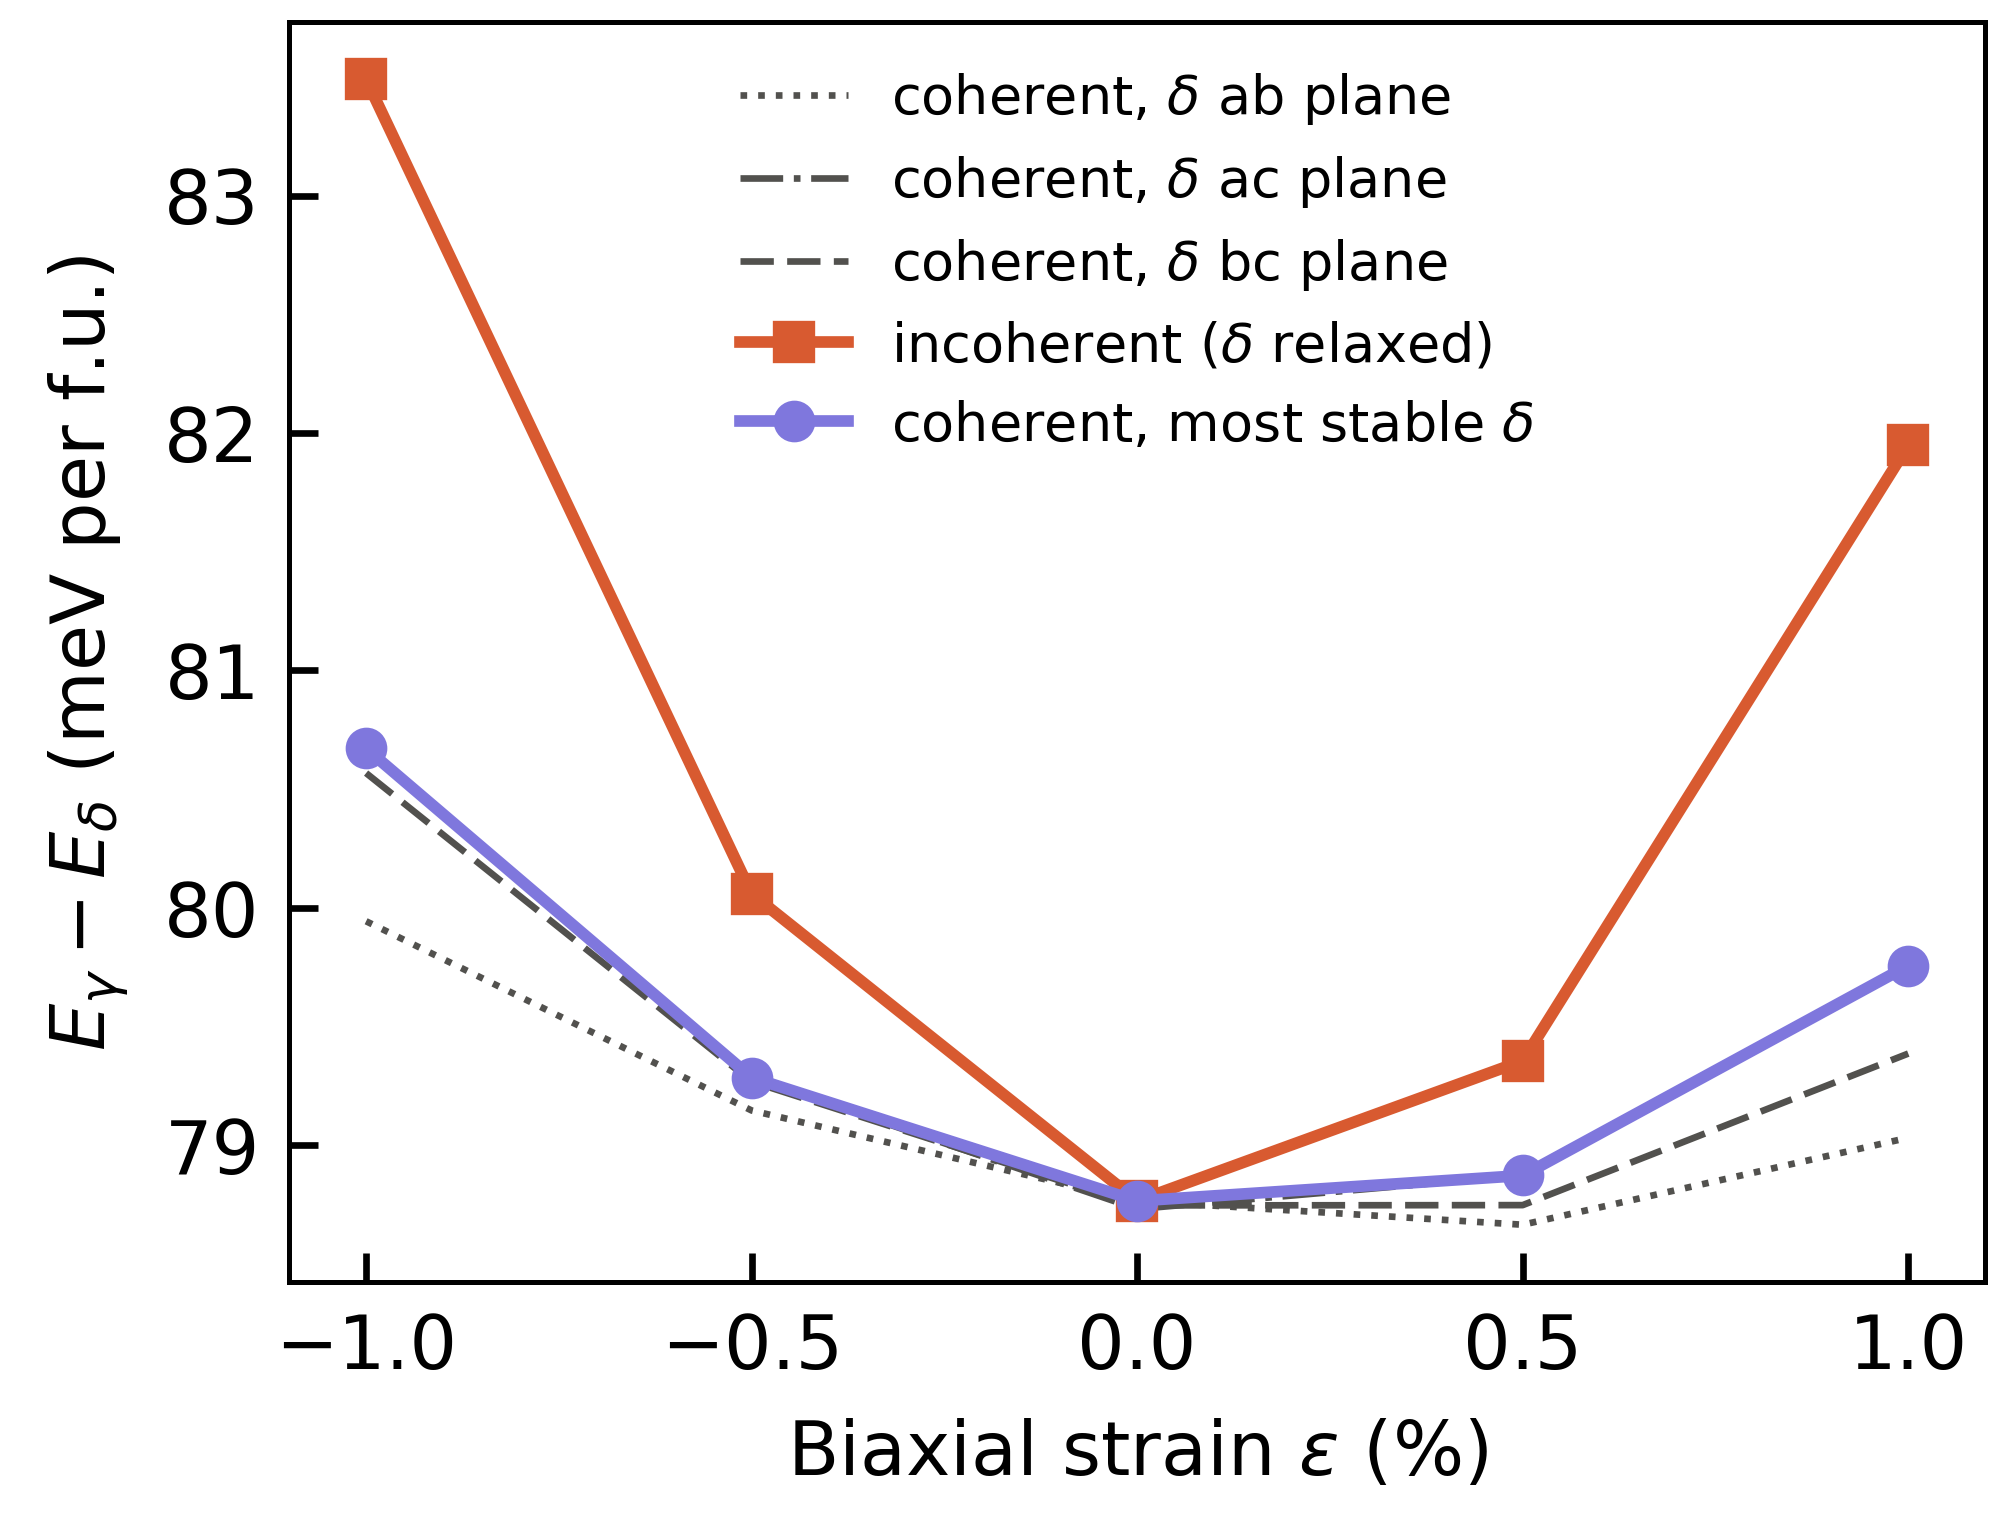 coherent, δ ab plane
coherent, δ ac plane
coherent, δ bc plane
incoherent (δ relaxed)
coherent, most stable δ
83
82
81
80
79
E_γ − E_δ (meV per f.u.)
−1.0 −0.5 0.0 0.5 1.0
Biaxial strain ε (%)